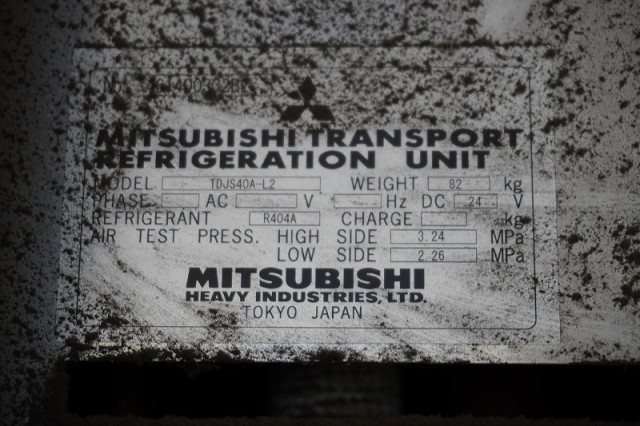 No.
MITSUBISHI TRANSPORT
REFRIGERATION UNIT
MODEL TDJS40A-L2 WEIGHT 82 kg
PHASE AC V Hz DC 24 V
REFRIGERANT R404A CHARGE kg
AIR TEST PRESS. HIGH SIDE 3.24 MPa
LOW SIDE 2.26 MPa
MITSUBISHI
HEAVY INDUSTRIES, LTD.
TOKYO JAPAN